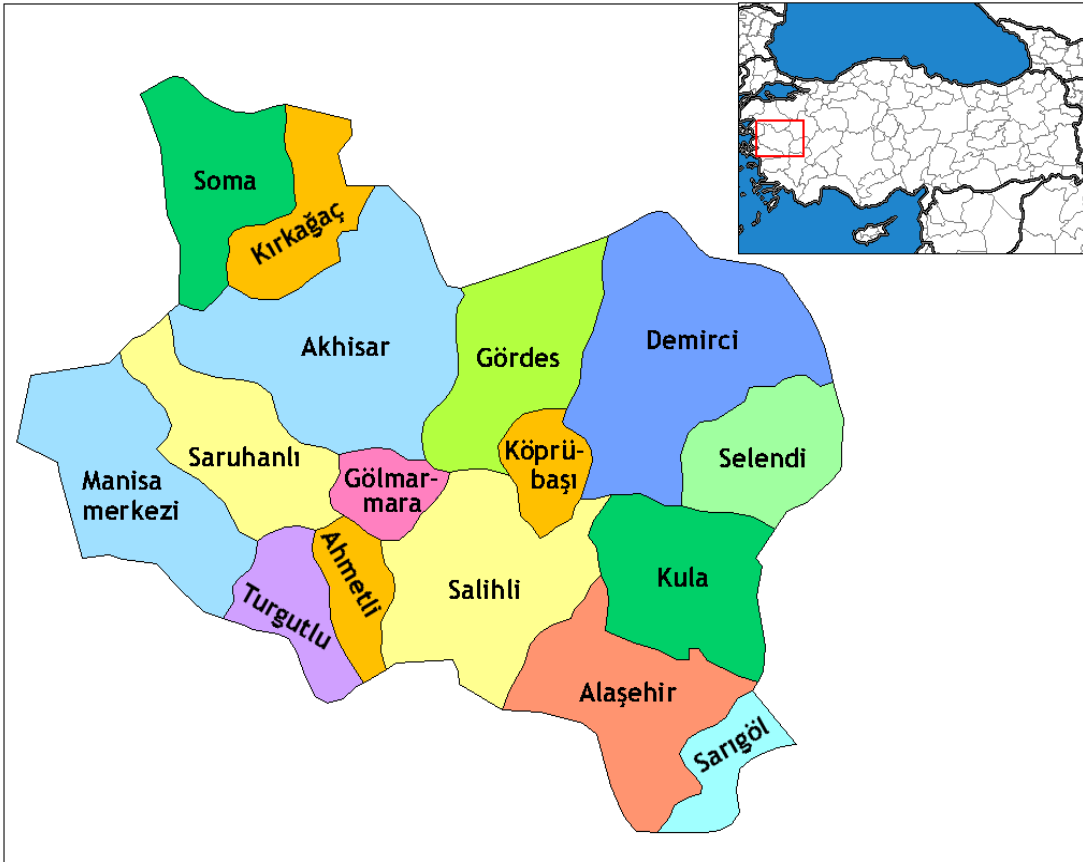 Soma
Kırkağaç
Akhisar
Gördes
Demirci
Saruhanlı
Gölmar-
mara
Köprü-
başı
Selendi
Manisa
merkezi
Ahmetli
Turgutlu
Salihli
Kula
Alaşehir
Sarıgöl